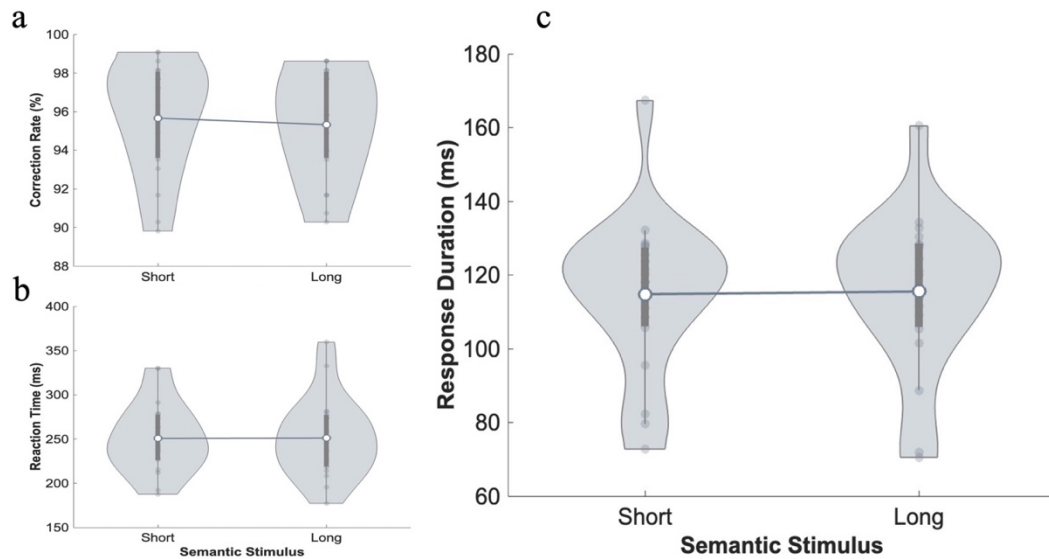 a
Correction Rate (%)
100
98
96
94
92
90
88
Short Long
b
Reaction Time (ms)
400
350
300
250
200
150
Short Long
Semantic Stimulus
c
Response Duration (ms)
180
160
140
120
100
80
60
Short Long
Semantic Stimulus